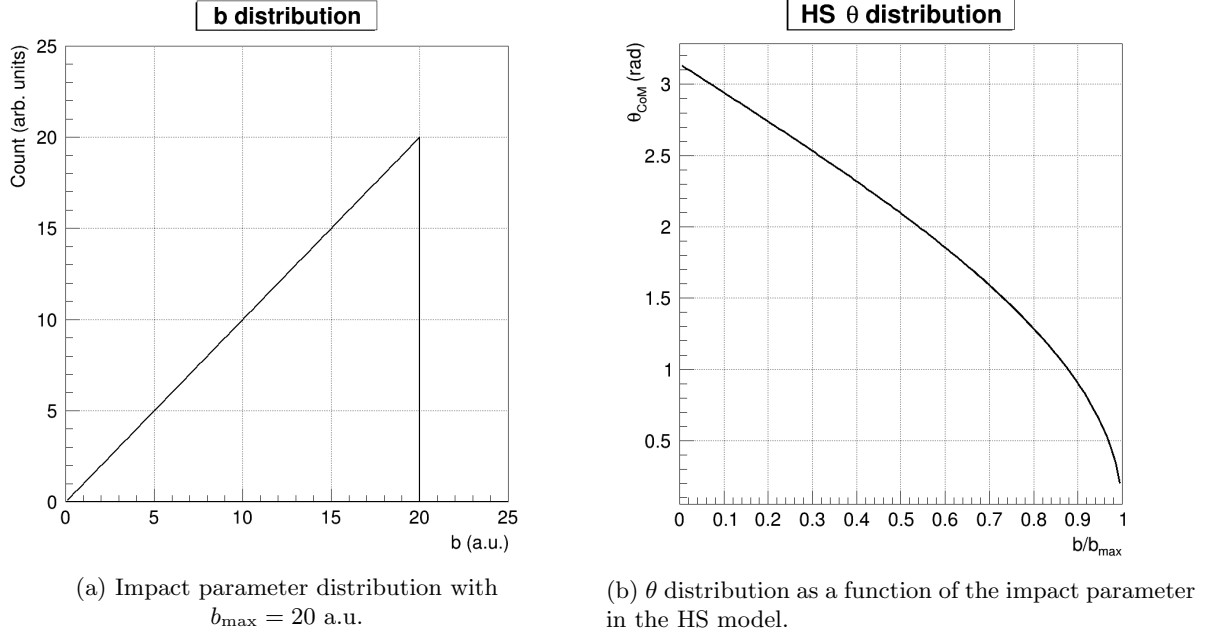 b distribution
Count (arb. units)
25
20
15
10
5
0
0 5 10 15 20 25
b (a.u.)
(a) Impact parameter distribution with
b_max = 20 a.u.
HS θ distribution
θ_CoM (rad)
3
2.5
2
1.5
1
0.5
0 0.1 0.2 0.3 0.4 0.5 0.6 0.7 0.8 0.9 1
b/b_max
(b) θ distribution as a function of the impact parameter
in the HS model.